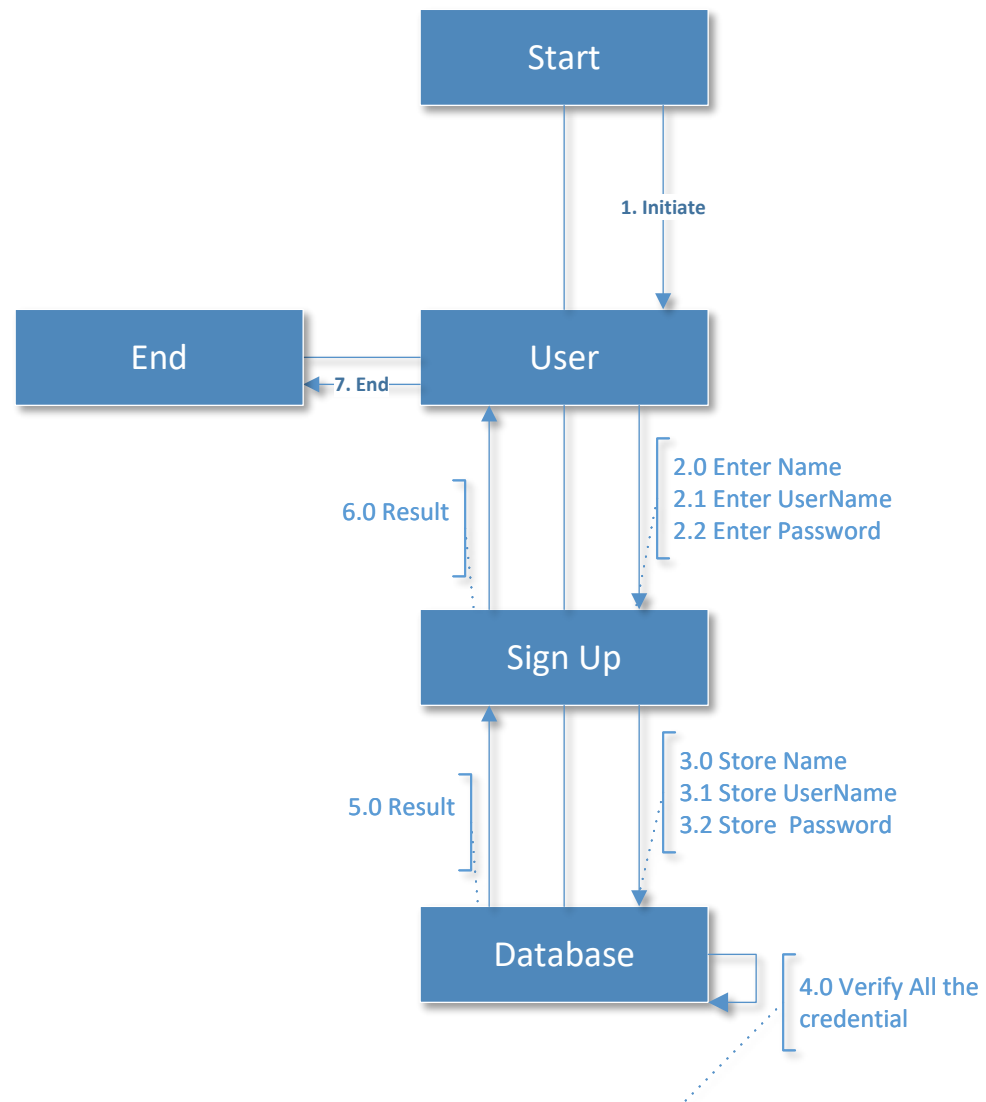 Start
1. Initiate
End
User
7. End
2.0 Enter Name
2.1 Enter UserName
2.2 Enter Password
6.0 Result
Sign Up
3.0 Store Name
3.1 Store UserName
3.2 Store  Password
5.0 Result
Database
4.0 Verify All the
credential